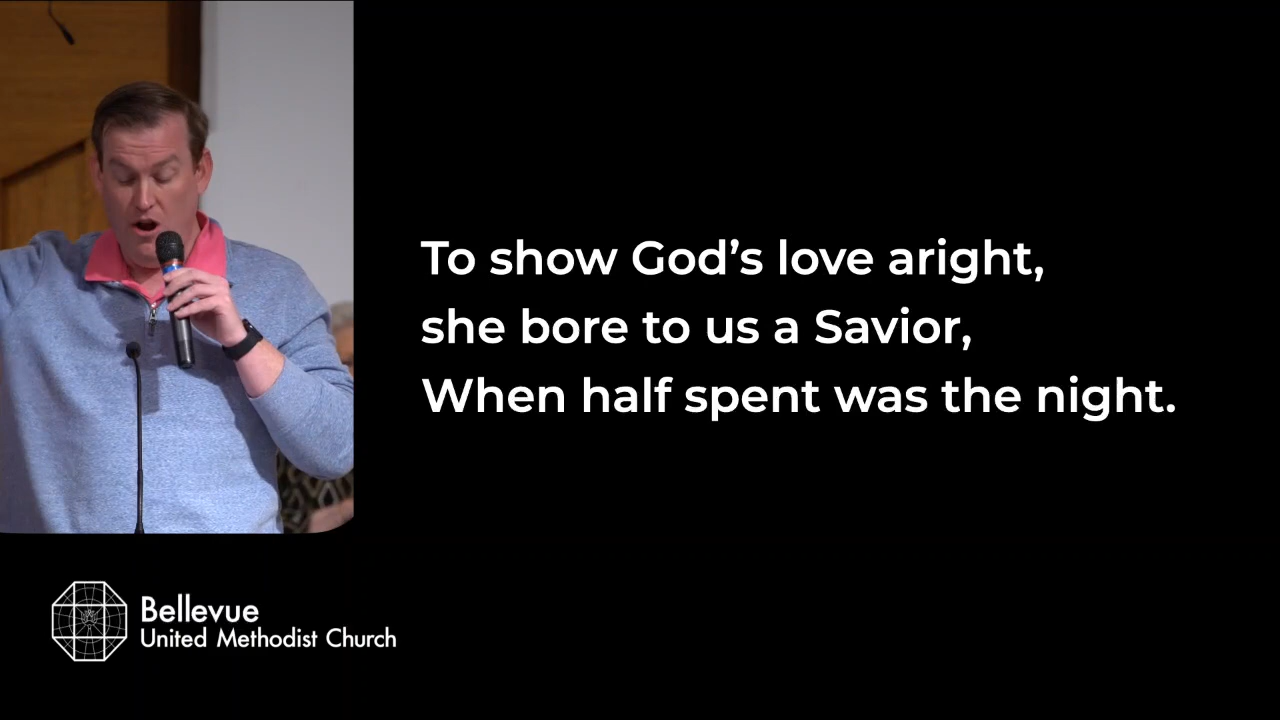 To show God’s love aright,
she bore to us a Savior,
When half spent was the night.
Bellevue
United Methodist Church